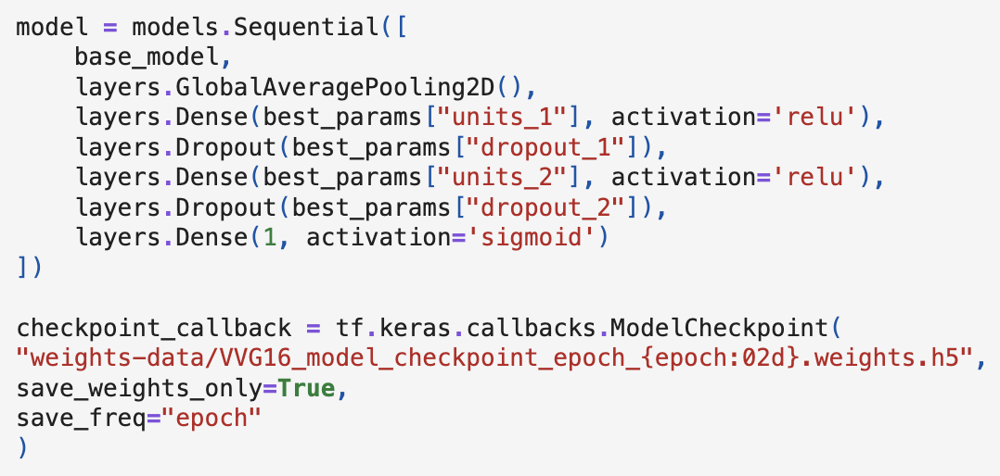 model = models.Sequential([
    base_model,
    layers.GlobalAveragePooling2D(),
    layers.Dense(best_params["units_1"], activation='relu'),
    layers.Dropout(best_params["dropout_1"]),
    layers.Dense(best_params["units_2"], activation='relu'),
    layers.Dropout(best_params["dropout_2"]),
    layers.Dense(1, activation='sigmoid')
])

checkpoint_callback = tf.keras.callbacks.ModelCheckpoint(
"weights-data/VVG16_model_checkpoint_epoch_{epoch:02d}.weights.h5",
save_weights_only=True,
save_freq="epoch"
)